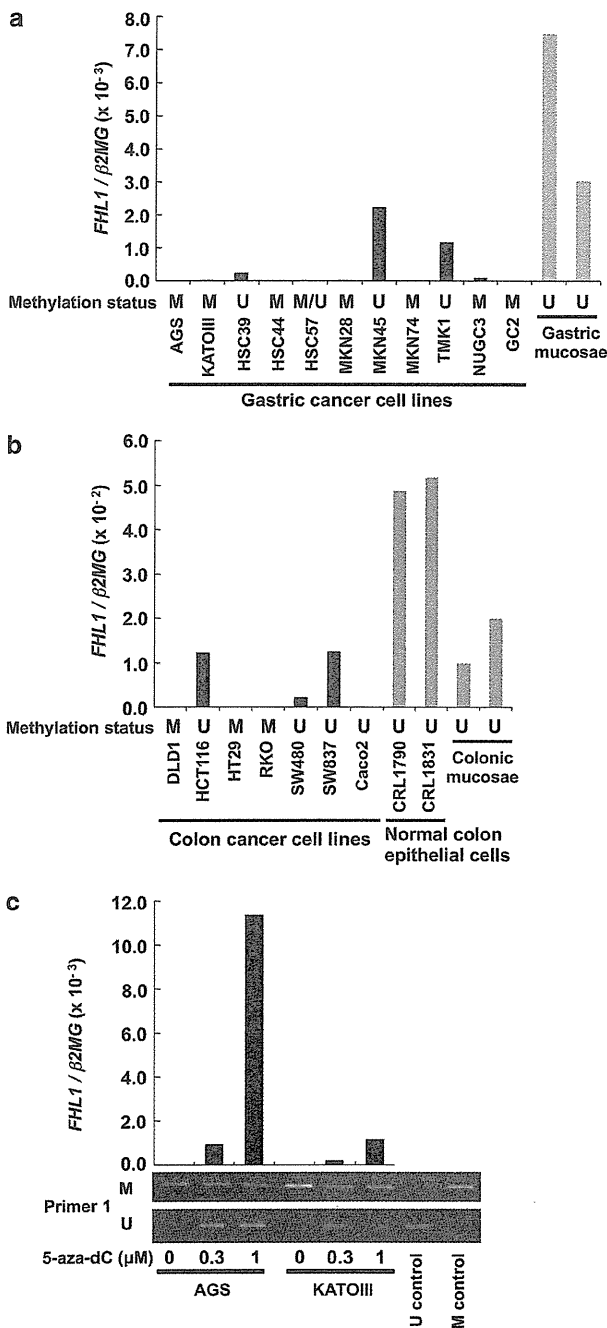 a
FHL1 / β2MG (x 10⁻³)
8.0
7.0
6.0
5.0
4.0
3.0
2.0
1.0
0.0
Methylation status M M U M M/U M U M U M M U U
AGS KATOIII HSC39 HSC44 HSC57 MKN28 MKN45 MKN74 TMK1 NUGC3 GC2 Gastric
mucosae
Gastric cancer cell lines
b
FHL1 / β2MG (x 10⁻²)
6.0
5.0
4.0
3.0
2.0
1.0
0.0
Methylation status M U M M U U U U U U U
DLD1 HCT116 HT29 RKO SW480 SW837 Caco2 CRL1790 CRL1831 Colonic
mucosae
Colon cancer cell lines Normal colon
epithelial cells
c
FHL1 / β2MG (x 10⁻³)
12.0
10.0
8.0
6.0
4.0
2.0
0.0
M
Primer 1
U
5-aza-dC (µM) 0 0.3 1 0 0.3 1
AGS KATOIII U control M control